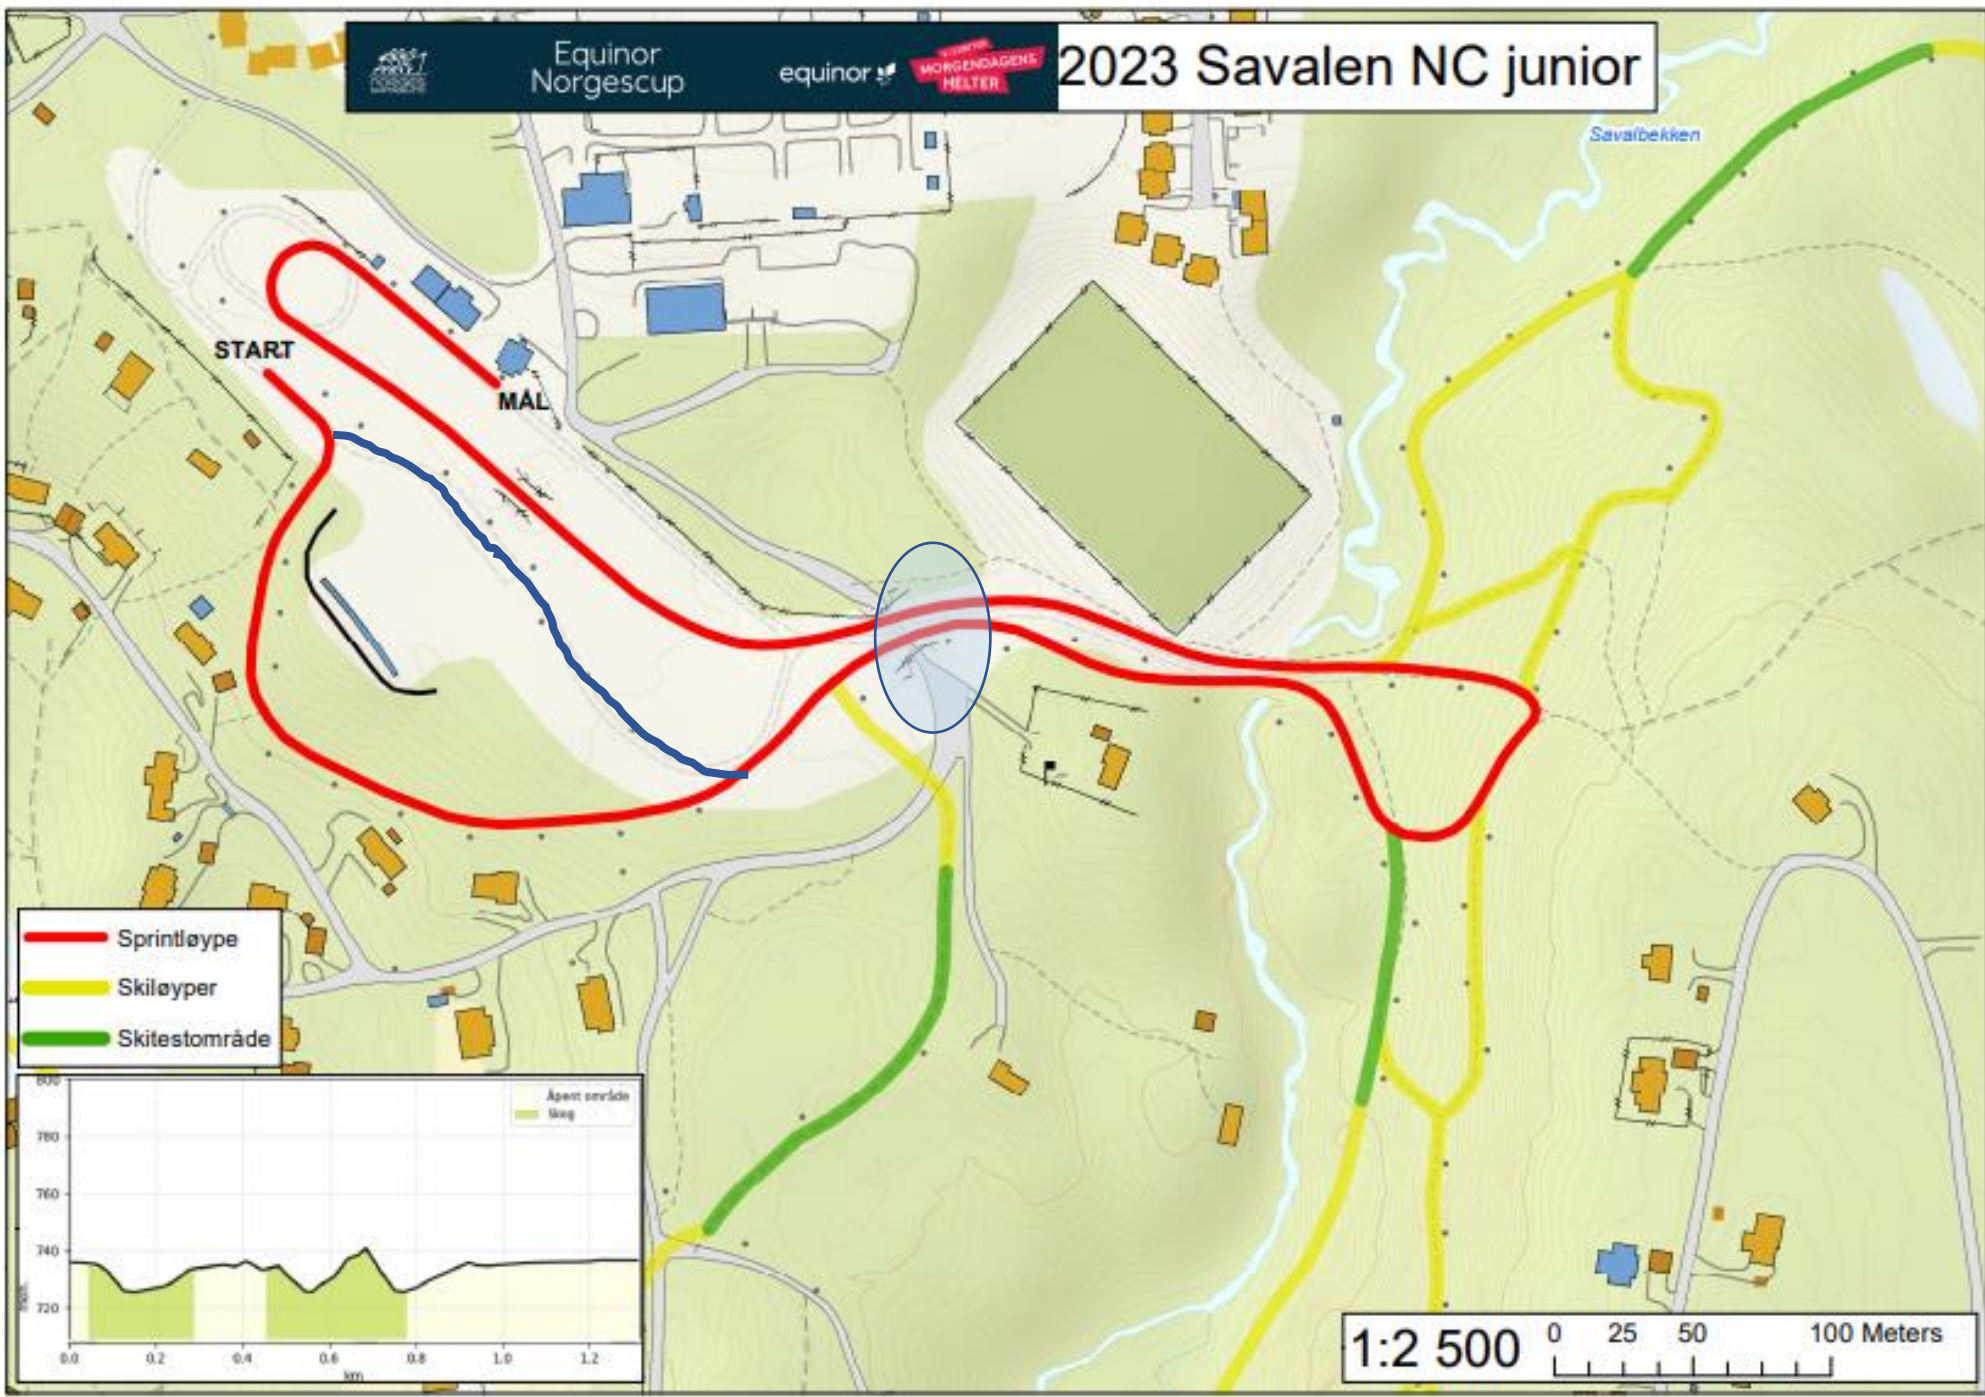 Equinor
Norgescup
equinor
MORGENDAGENS
HELTER
2023 Savalen NC junior
Savalbekken
START
MÅL
Sprintløype
Skiløyper
Skitestområde
800
780
760
740
720
Åpent område
Skog
0.0 0.2 0.4 0.6 0.8 1.0 1.2
km
1:2 500
0 25 50 100 Meters